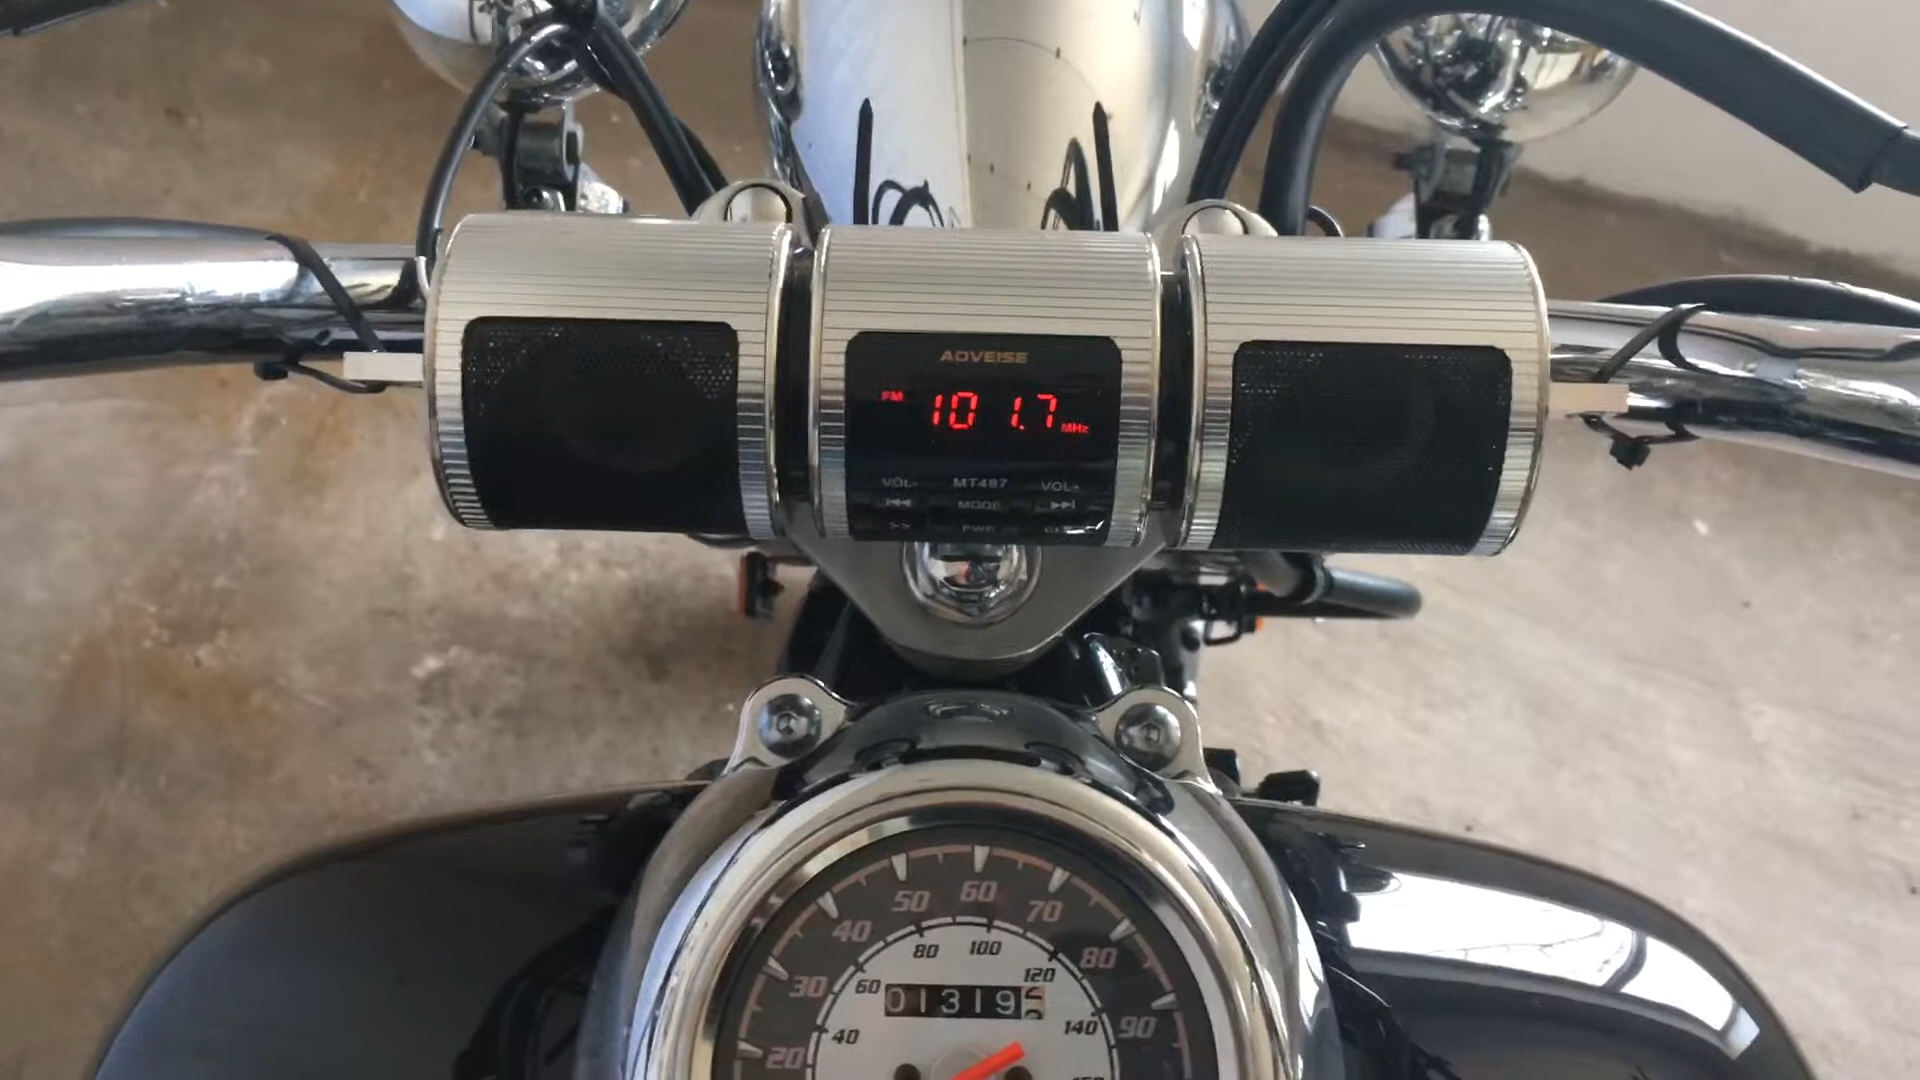 AOVEISE
FM 101.7 MHz
VOL- MT487 VOL+
MODE
>> PWR
50 60 70
40 80
30 90
20
80 100
60 120
40 140
01319